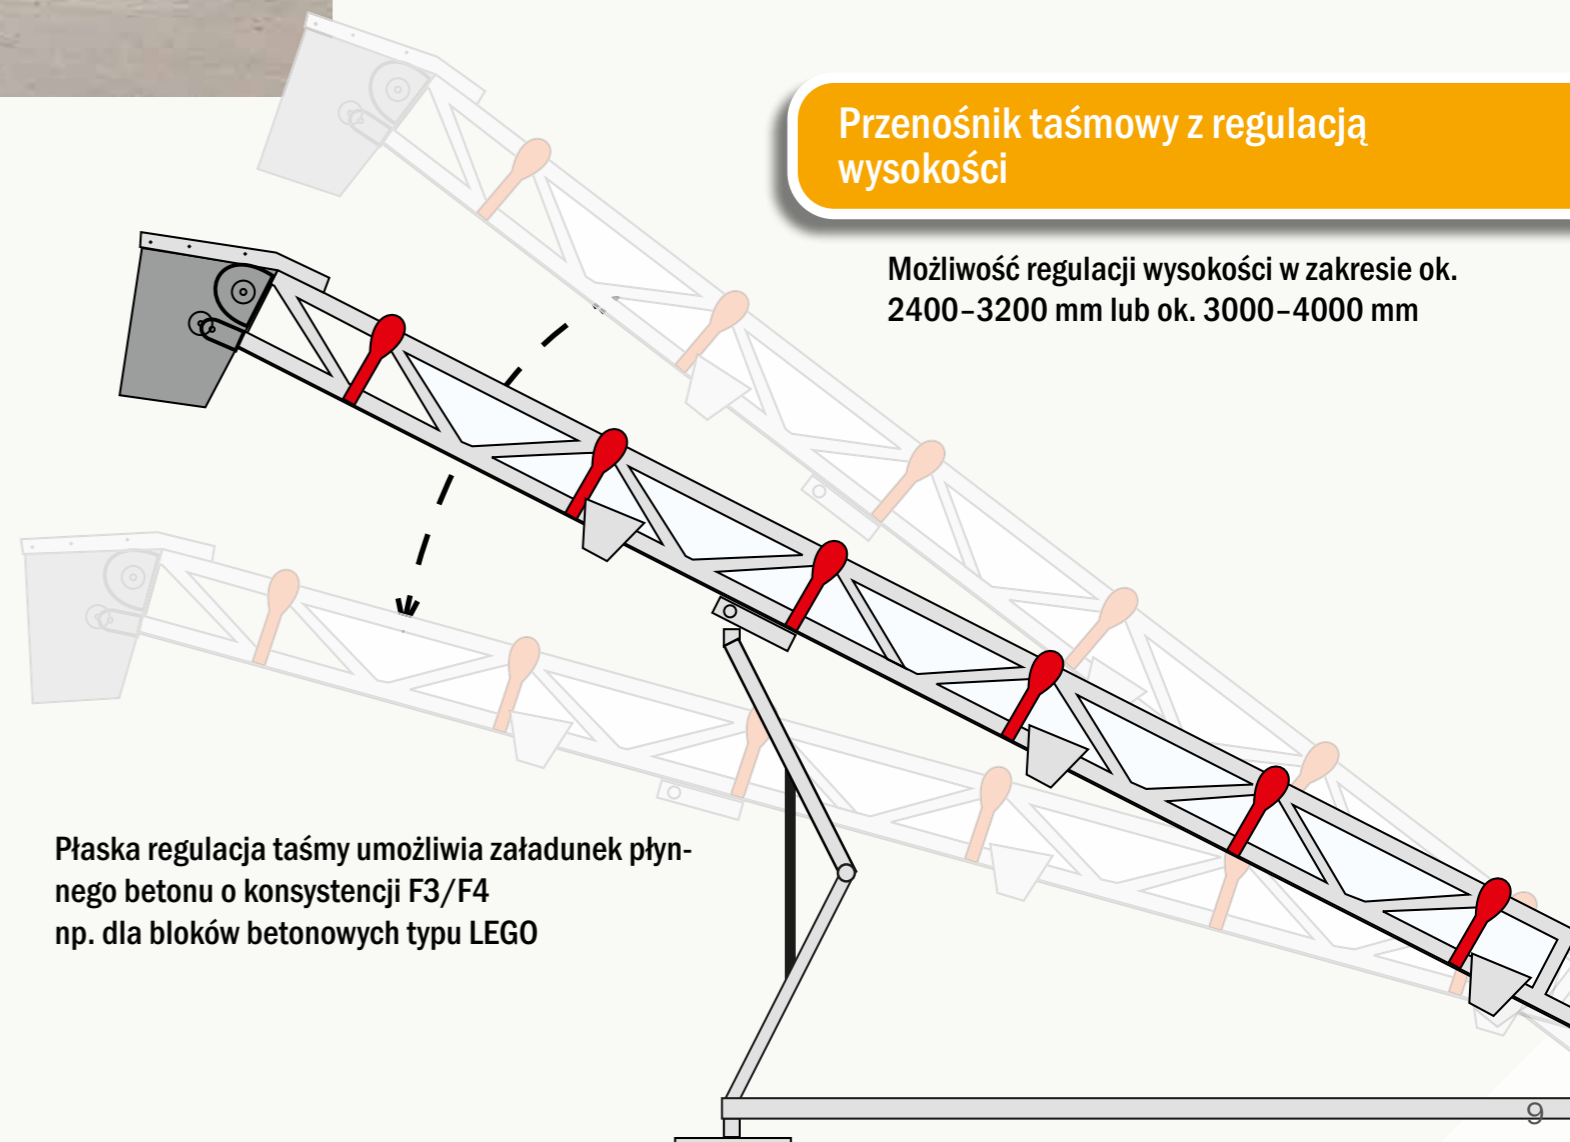 Przenośnik taśmowy z regulacją
wysokości
Możliwość regulacji wysokości w zakresie ok.
2400–3200 mm lub ok. 3000–4000 mm
Płaska regulacja taśmy umożliwia załadunek płyn-
nego betonu o konsystencji F3/F4
np. dla bloków betonowych typu LEGO
9